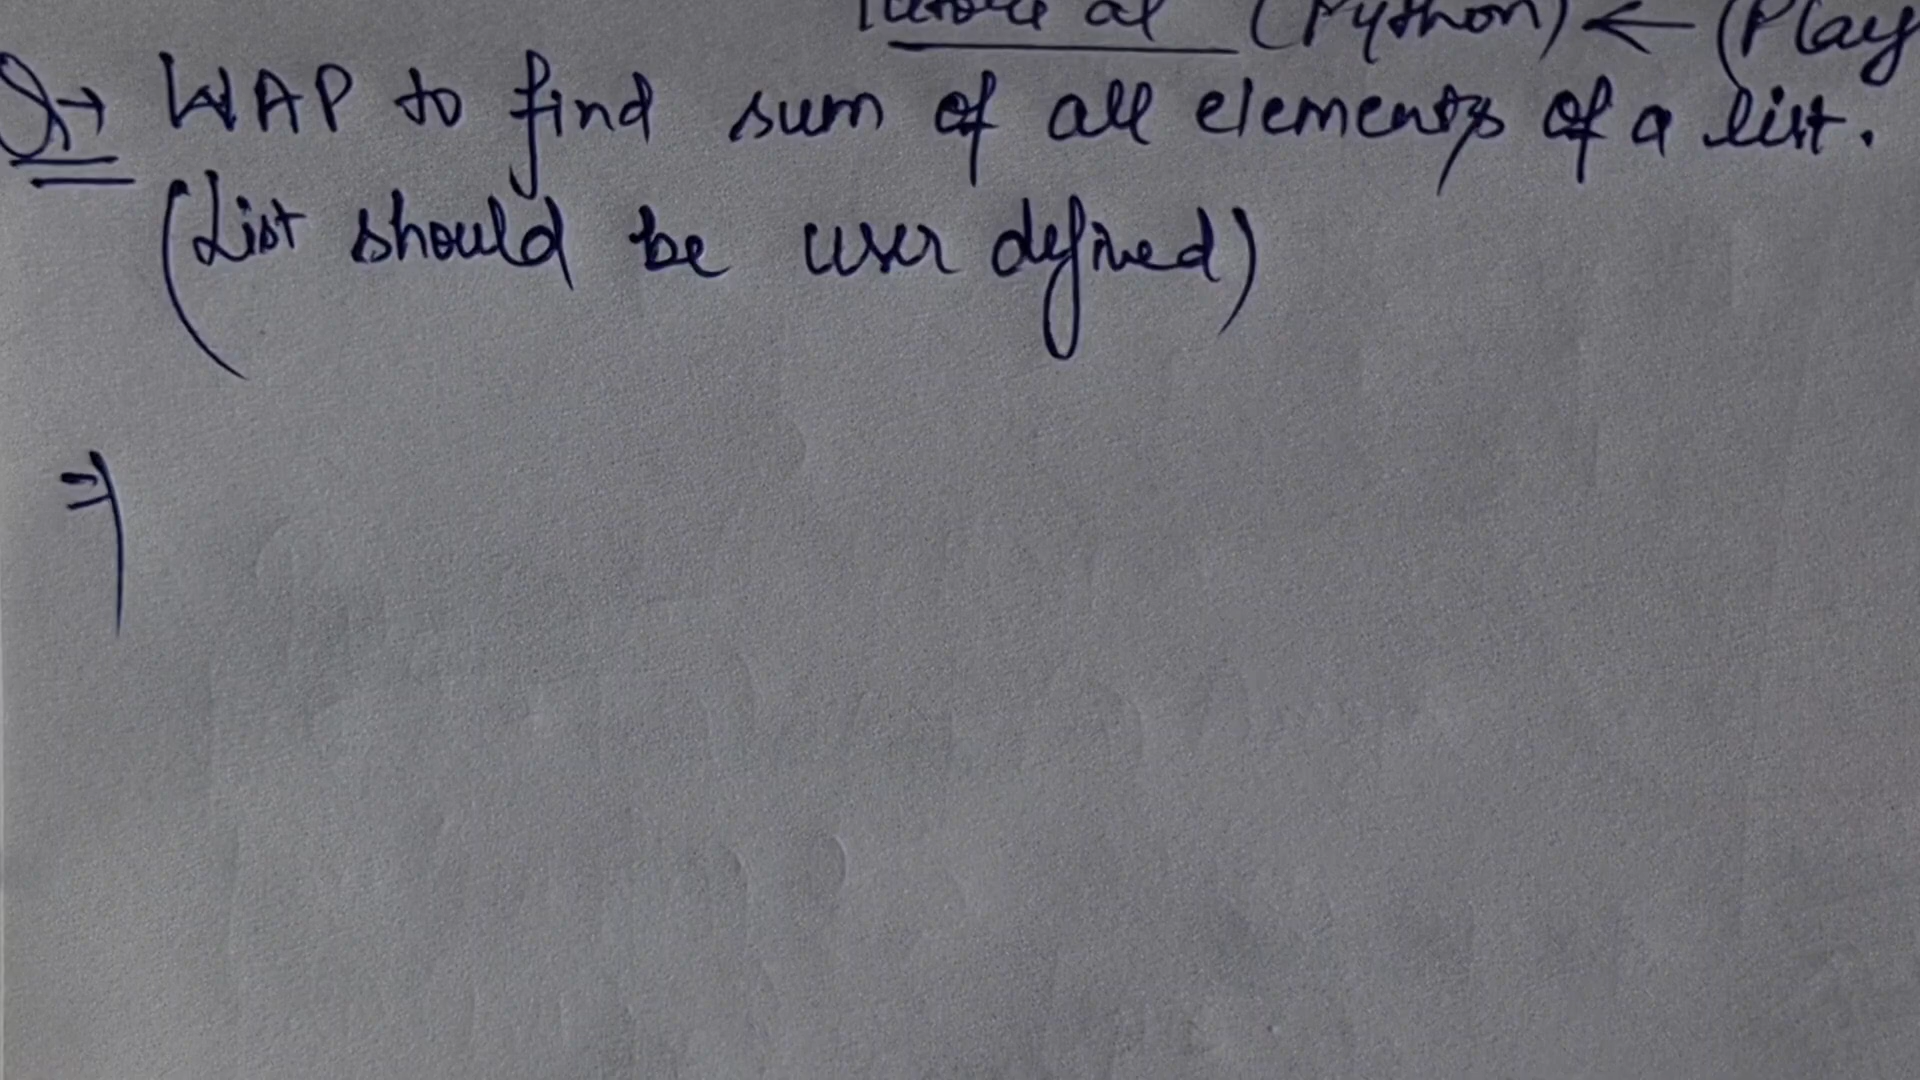 (Python) ← (Play
Q→ WAP to find sum of all elements of a list.
(List should be user defined)
⇒